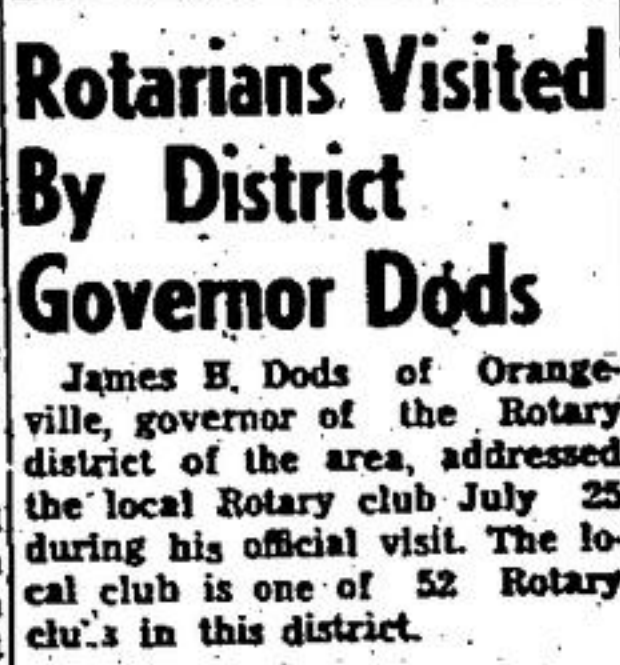 Rotarians Visited
By District
Governor Dods
James H. Dods of Orange-
ville, governor of the Rotary
district of the area, addressed
the local Rotary club July 25
during his official visit. The lo-
cal club is one of 52 Rotary
clubs in this district.